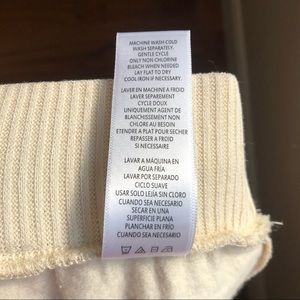 MACHINE WASH COLD
WASH SEPARATELY.
GENTLE CYCLE
ONLY NON CHLORINE
BLEACH WHEN NEEDED
LAY FLAT TO DRY
COOL IRON IF NECESSARY.
LAVER EN MACHINE A FROID
LAVER SEPAREMENT
CYCLE DOUX
UNIQUEMENT AGENT DE
BLANCHISSEMENT NON
CHLORE AU BESOIN
ETENDRE A PLAT POUR SECHER
REPASSER A FROID
SI NECESSAIRE
LAVAR A MÁQUINA EN
AGUA FRÍA
LAVAR POR SEPARADO
CICLO SUAVE
USAR SOLO LEJÍA SIN CLORO
CUANDO SEA NECESARIO
SECAR EN UNA
SUPERFICIE PLANA
PLANCHAR EN FRÍO
CUANDO SEA NECESARIO